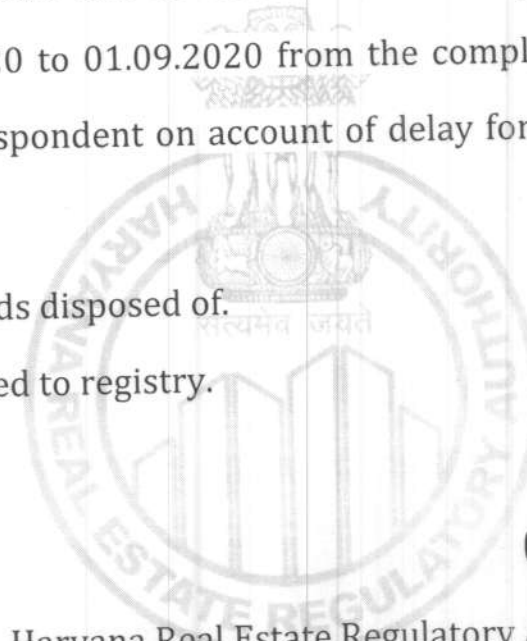 20 to 01.09.2020 from the compl
spondent on account of delay for
ds disposed of.
सत्यमेव जयते
ed to registry.
HARYANA REAL ESTATE REGULATORY AUTHORITY
Haryana Real Estate Regulatory